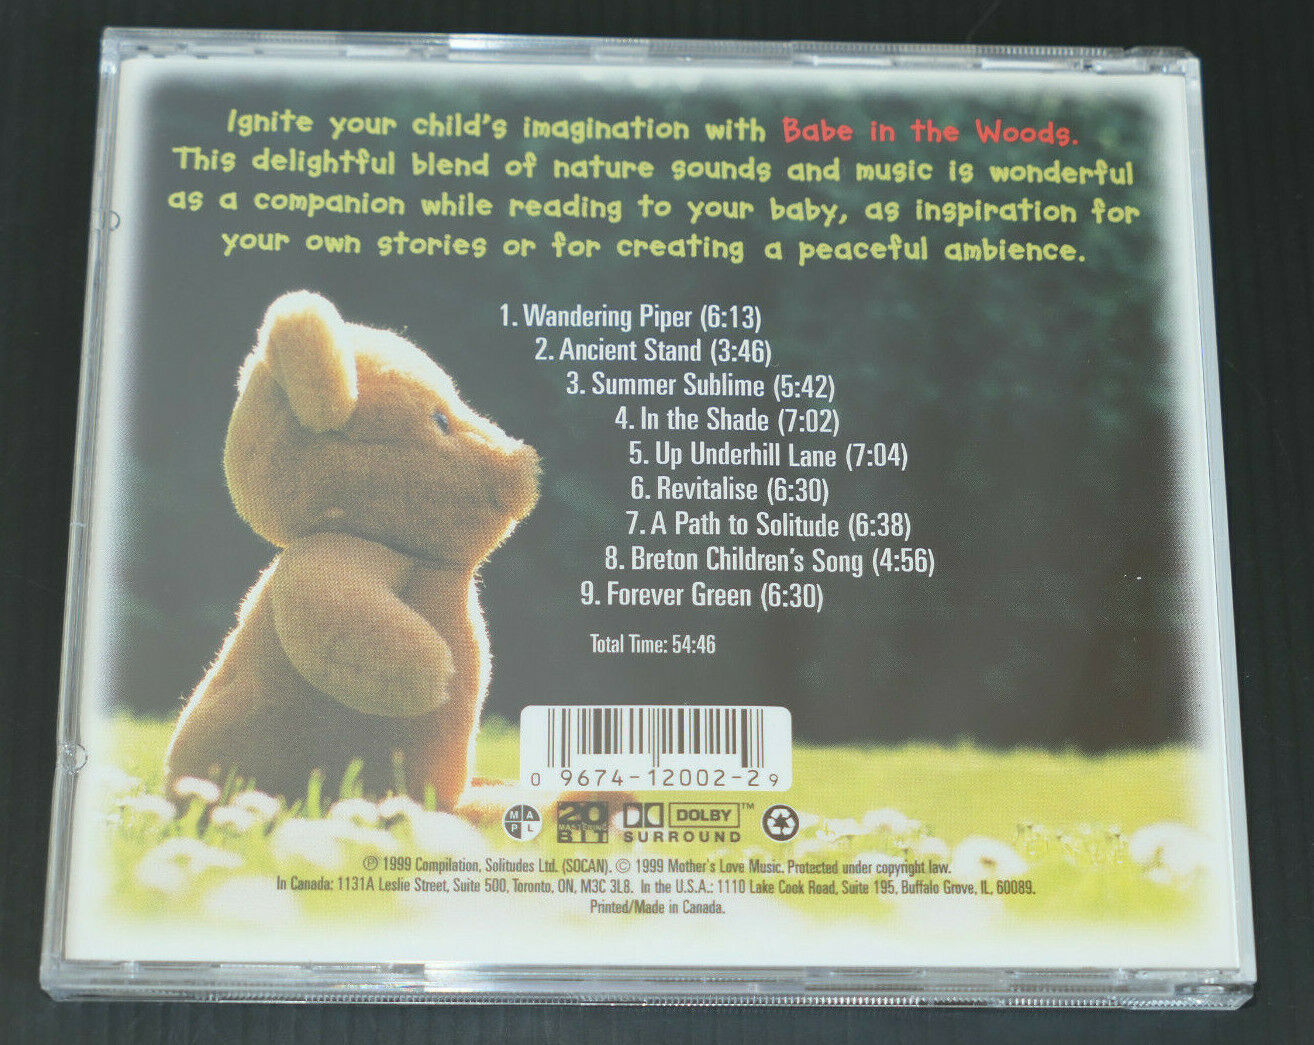 Ignite your child's imagination with Babe in the Woods.
This delightful blend of nature sounds and music is wonderful
as a companion while reading to your baby, as inspiration for
your own stories or for creating a peaceful ambience.
1. Wandering Piper (6:13)
2. Ancient Stand (3:46)
3. Summer Sublime (5:42)
4. In the Shade (7:02)
5. Up Underhill Lane (7:04)
6. Revitalise (6:30)
7. A Path to Solitude (6:38)
8. Breton Children's Song (4:56)
9. Forever Green (6:30)
Total Time: 54:46
0 9674-12002-2 9
M A P L
20 MASTERING BIT
DOLBY™
SURROUND
℗ 1999 Compilation, Solitudes Ltd. (SOCAN). © 1999 Mother's Love Music. Protected under copyright law.
In Canada: 1131A Leslie Street, Suite 500, Toronto, ON, M3C 3L8. In the U.S.A.: 1110 Lake Cook Road, Suite 195, Buffalo Grove, IL, 60089.
Printed/Made in Canada.